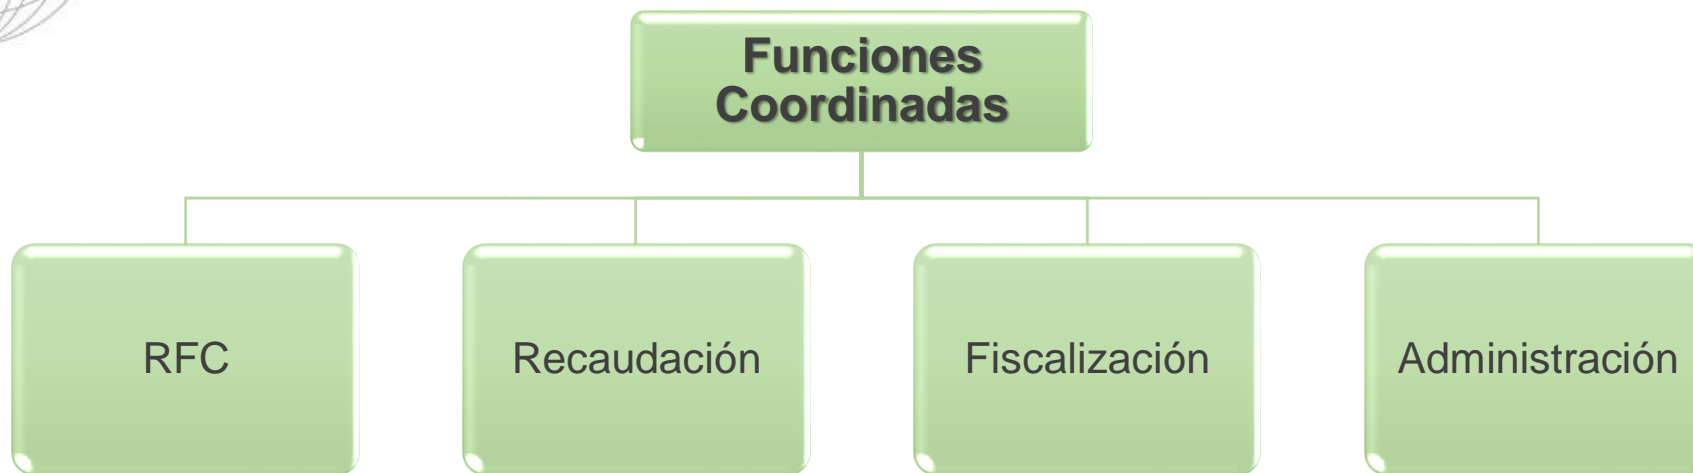 Funciones
Coordinadas
RFC
Recaudación
Fiscalización
Administración